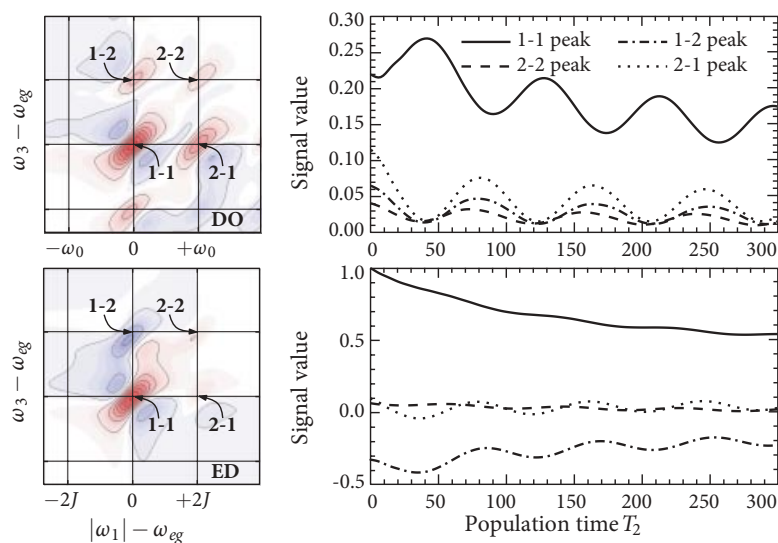 1-2 2-2
ω₃ − ω_eg
1-1 2-1
DO
−ω₀ 0 +ω₀
1-2 2-2
ω₃ − ω_eg
1-1 2-1
ED
−2J 0 +2J
|ω₁| − ω_eg
0.30
0.25
0.20
0.15
0.10
0.05
0.00
Signal value
1-1 peak 1-2 peak
2-2 peak 2-1 peak
0 50 100 150 200 250 300
1.0
0.5
0.0
-0.5
Signal value
0 50 100 150 200 250 300
Population time T₂